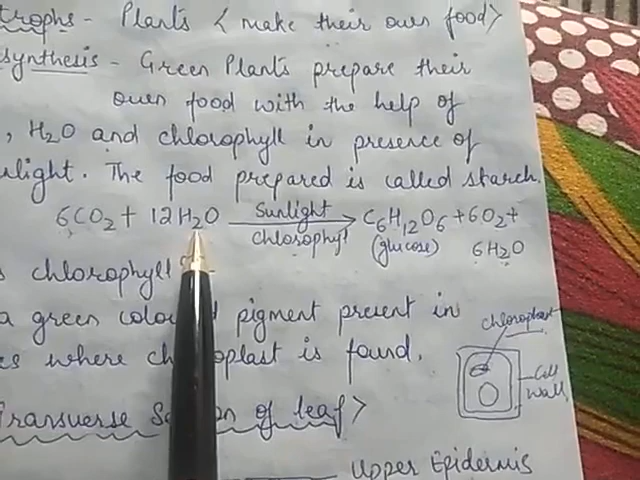 trophs - Plants < make their own food >
synthesis - Green Plants prepare their
own food with the help of
, H2O and chlorophyll in presence of
nlight. The food prepared is called starch.
6CO2 + 12H2O Sunlight Chlorophyl C6H12O6 + 6O2 +
(glucose) 6H2O
s chlorophyll
a green colou pigment present in
chloroplast
es where ch oplast is found.
Cell
wall
Transverse Se on of leaf >
Upper Epidermis